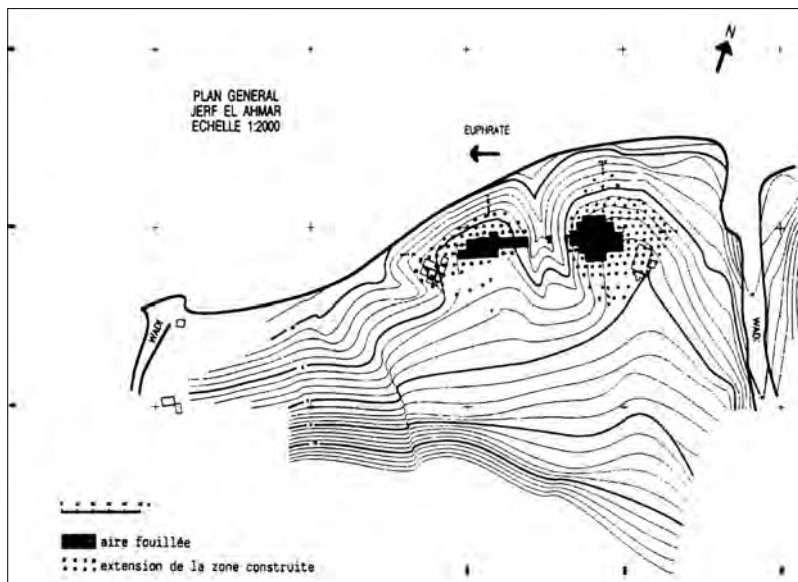 N
PLAN GENERAL
JERF EL AHMAR
ECHELLE 1:2000
EUPHRATE
WADI
WADI
aire fouillée
extension de la zone construite